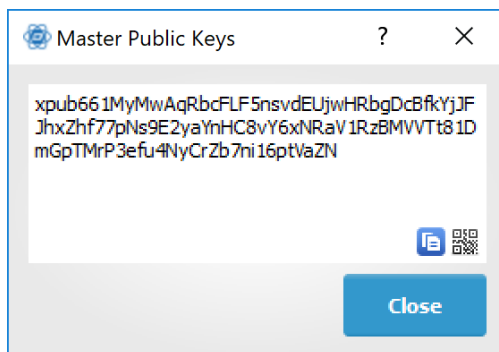 Master Public Keys
xpub661MyMwAqRbcFLF5nsvdEUjwHRbgDcBfkYjJF
JhxZhf77pNs9E2yaYnHC8vY6xNRaV1RzBMVVTt81D
mGpTMrP3efu4NyCrZb7ni16ptVaZN
Close